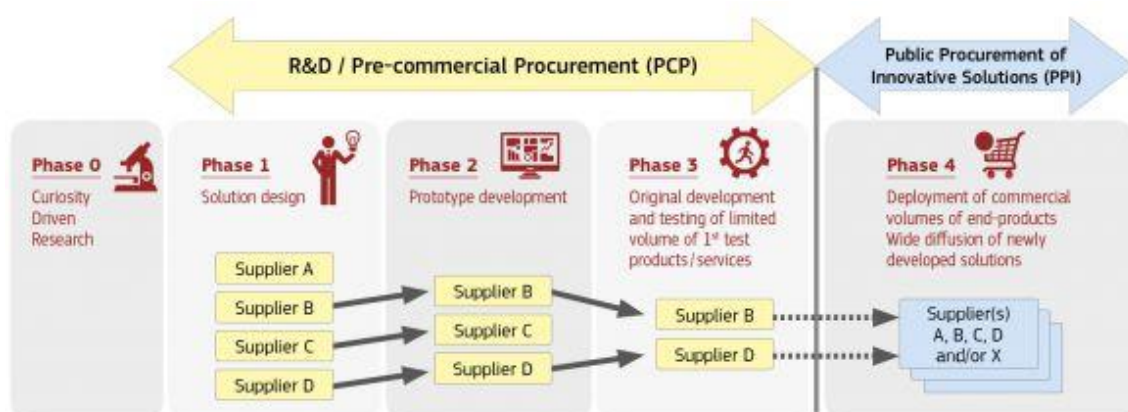 R&D / Pre-commercial Procurement (PCP)
Public Procurement of
Innovative Solutions (PPI)
Phase 0
Curiosity
Driven
Research
Phase 1
Solution design
Supplier A
Supplier B
Supplier C
Supplier D
Phase 2
Prototype development
Supplier B
Supplier C
Supplier D
Phase 3
Original development
and testing of limited
volume of 1st test
products/services
Supplier B
Supplier D
Phase 4
Deployment of commercial
volumes of end-products
Wide diffusion of newly
developed solutions
Supplier(s)
A, B, C, D
and/or X